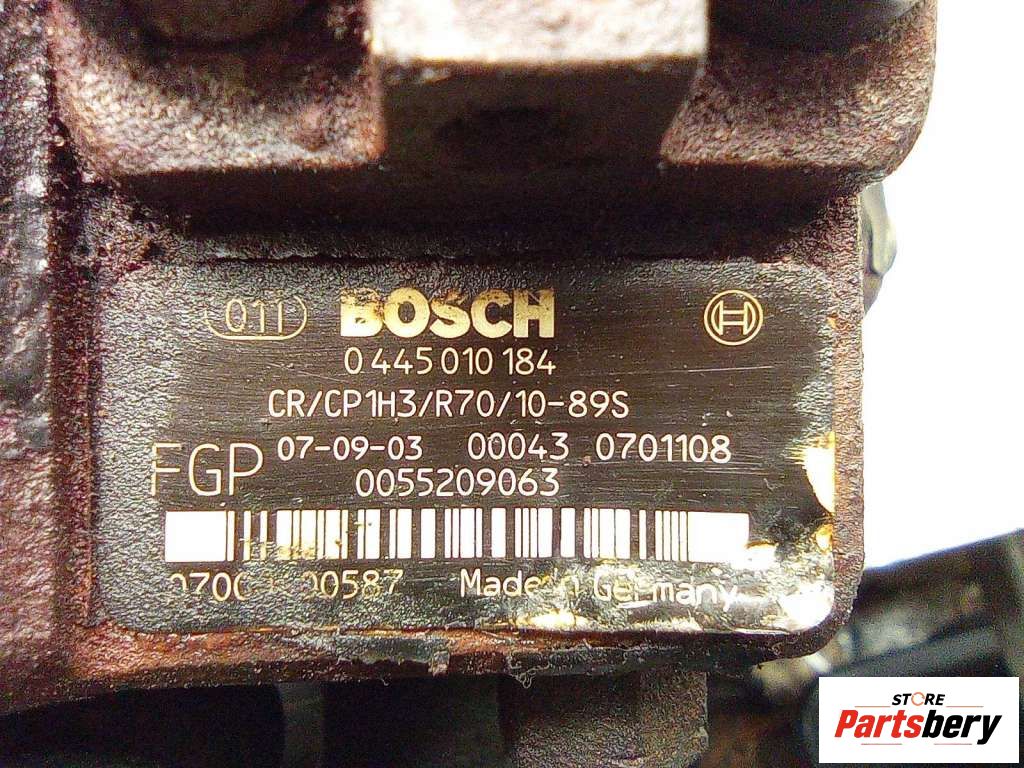 011 BOSCH
0 445 010 184
CR/CP1H3/R70/10-89S
FGP 07-09-03 00043 0701108
0055209063
Made in Germany
STORE
Partsbery